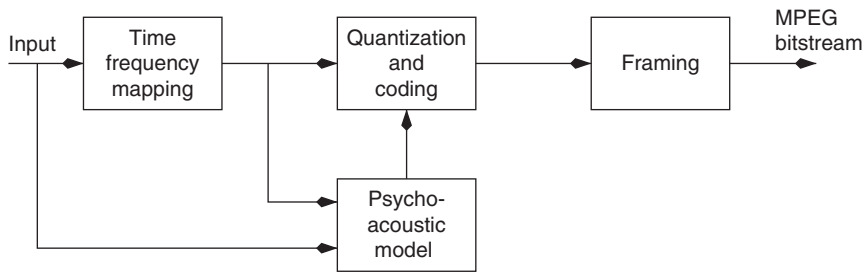 Input
Time
frequency
mapping
Quantization
and
coding
Framing
MPEG
bitstream
Psycho-
acoustic
model